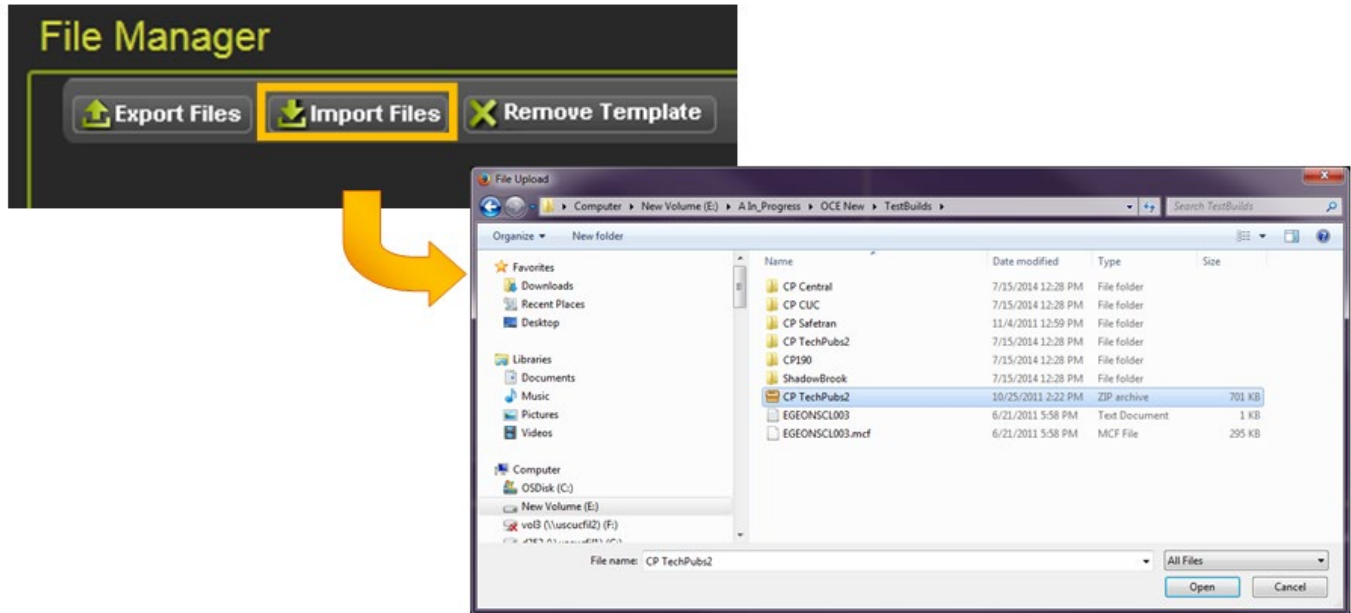 File Manager
Export Files Import Files Remove Template
File Upload
Computer New Volume (E:) A In_Progress OCE New TestBuilds Search TestBuilds
Organize New folder
Name Date modified Type Size
Favorites
Downloads
Recent Places
Desktop
Libraries
Documents
Music
Pictures
Videos
Computer
OSDisk (C:)
New Volume (E:)
vol3 (\\uscucfil2) (F:)
CP Central 7/15/2014 12:28 PM File folder
CP CUC 7/15/2014 12:28 PM File folder
CP Safetran 11/4/2011 12:59 PM File folder
CP TechPubs2 7/15/2014 12:28 PM File folder
CP190 7/15/2014 12:28 PM File folder
ShadowBrook 7/15/2014 12:28 PM File folder
CP TechPubs2 10/25/2011 2:22 PM ZIP archive 701 KB
EGEONSCL003 6/21/2011 5:58 PM Text Document 1 KB
EGEONSCL003.mcf 6/21/2011 5:58 PM MCF File 295 KB
File name: CP TechPubs2 All Files
Open Cancel